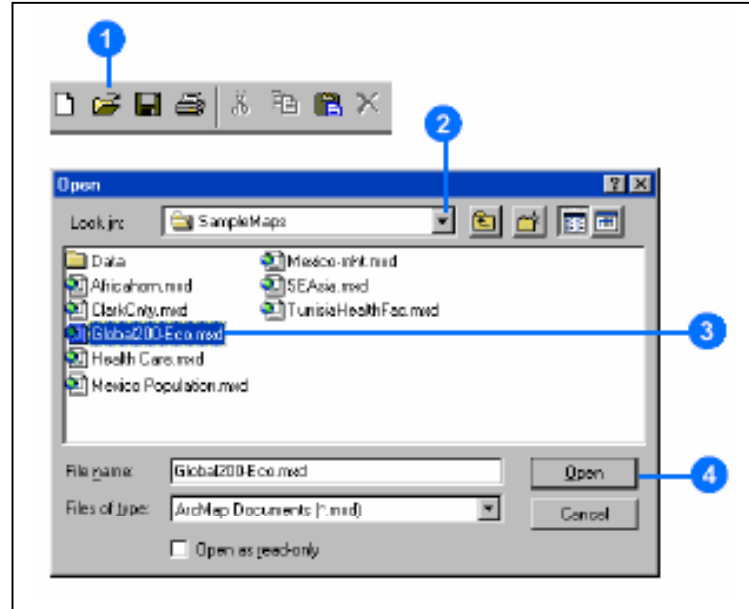 1
2
Open
Look in: SampleMaps
Data
Africahorn.mxd
ClarkCnty.mxd
Global200-Eco.mxd
Health Care.mxd
Mexico Population.mxd
Mexico-mht.mxd
SEAsia.mxd
TunisiaHealthFac.mxd
3
File name: Global200-Eco.mxd
Open
4
Files of type: ArcMap Documents (*.mxd)
Cancel
Open as read-only